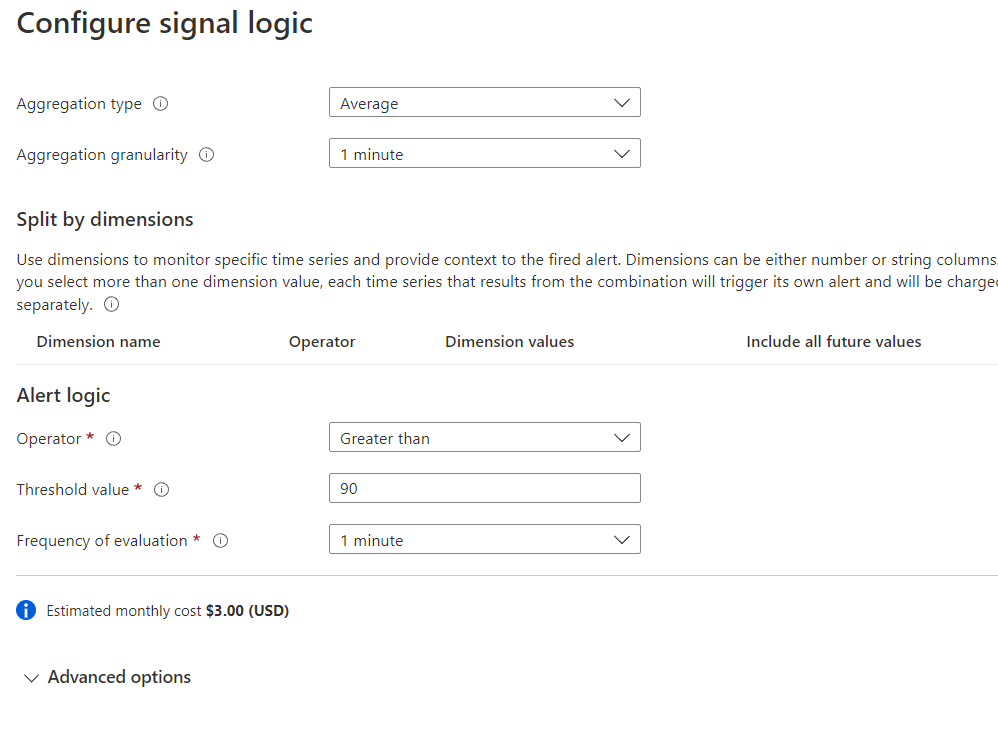 Configure signal logic
Aggregation type
Average
Aggregation granularity
1 minute
Split by dimensions
Use dimensions to monitor specific time series and provide context to the fired alert. Dimensions can be either number or string columns.
you select more than one dimension value, each time series that results from the combination will trigger its own alert and will be charge
separately.
Dimension name Operator Dimension values Include all future values
Alert logic
Operator *
Greater than
Threshold value *
90
Frequency of evaluation *
1 minute
Estimated monthly cost $3.00 (USD)
Advanced options